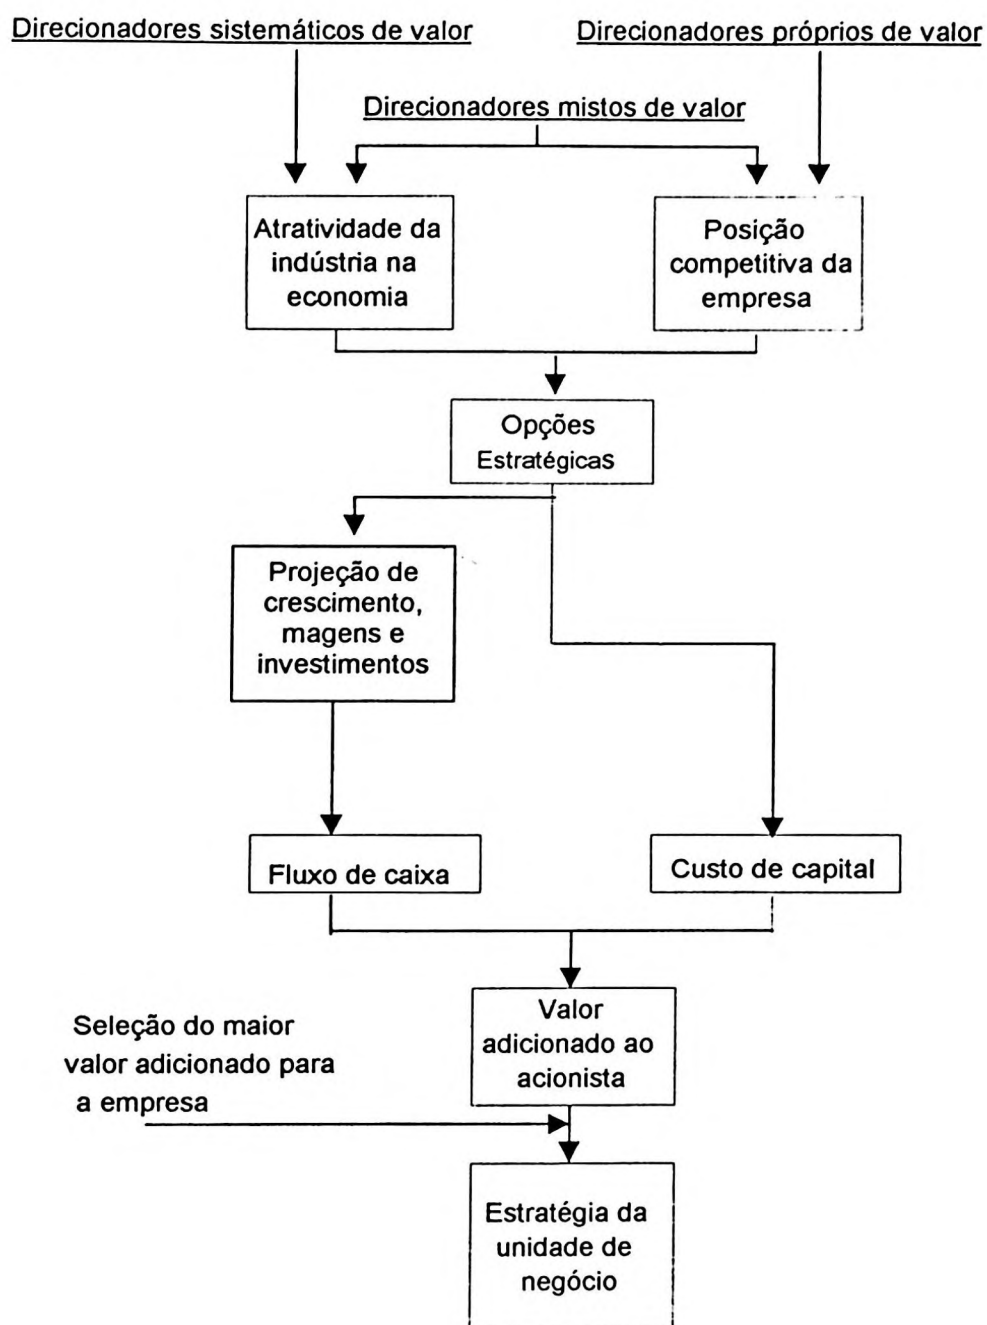 Direcionadores sistemáticos de valor
Direcionadores próprios de valor
Direcionadores mistos de valor
Atratividade da
indústria na
economia
Posição
competitiva da
empresa
Opções
Estratégicas
Projeção de
crescimento,
magens e
investimentos
Fluxo de caixa
Custo de capital
Valor
adicionado ao
acionista
Seleção do maior
valor adicionado para
a empresa
Estratégia da
unidade de
negócio